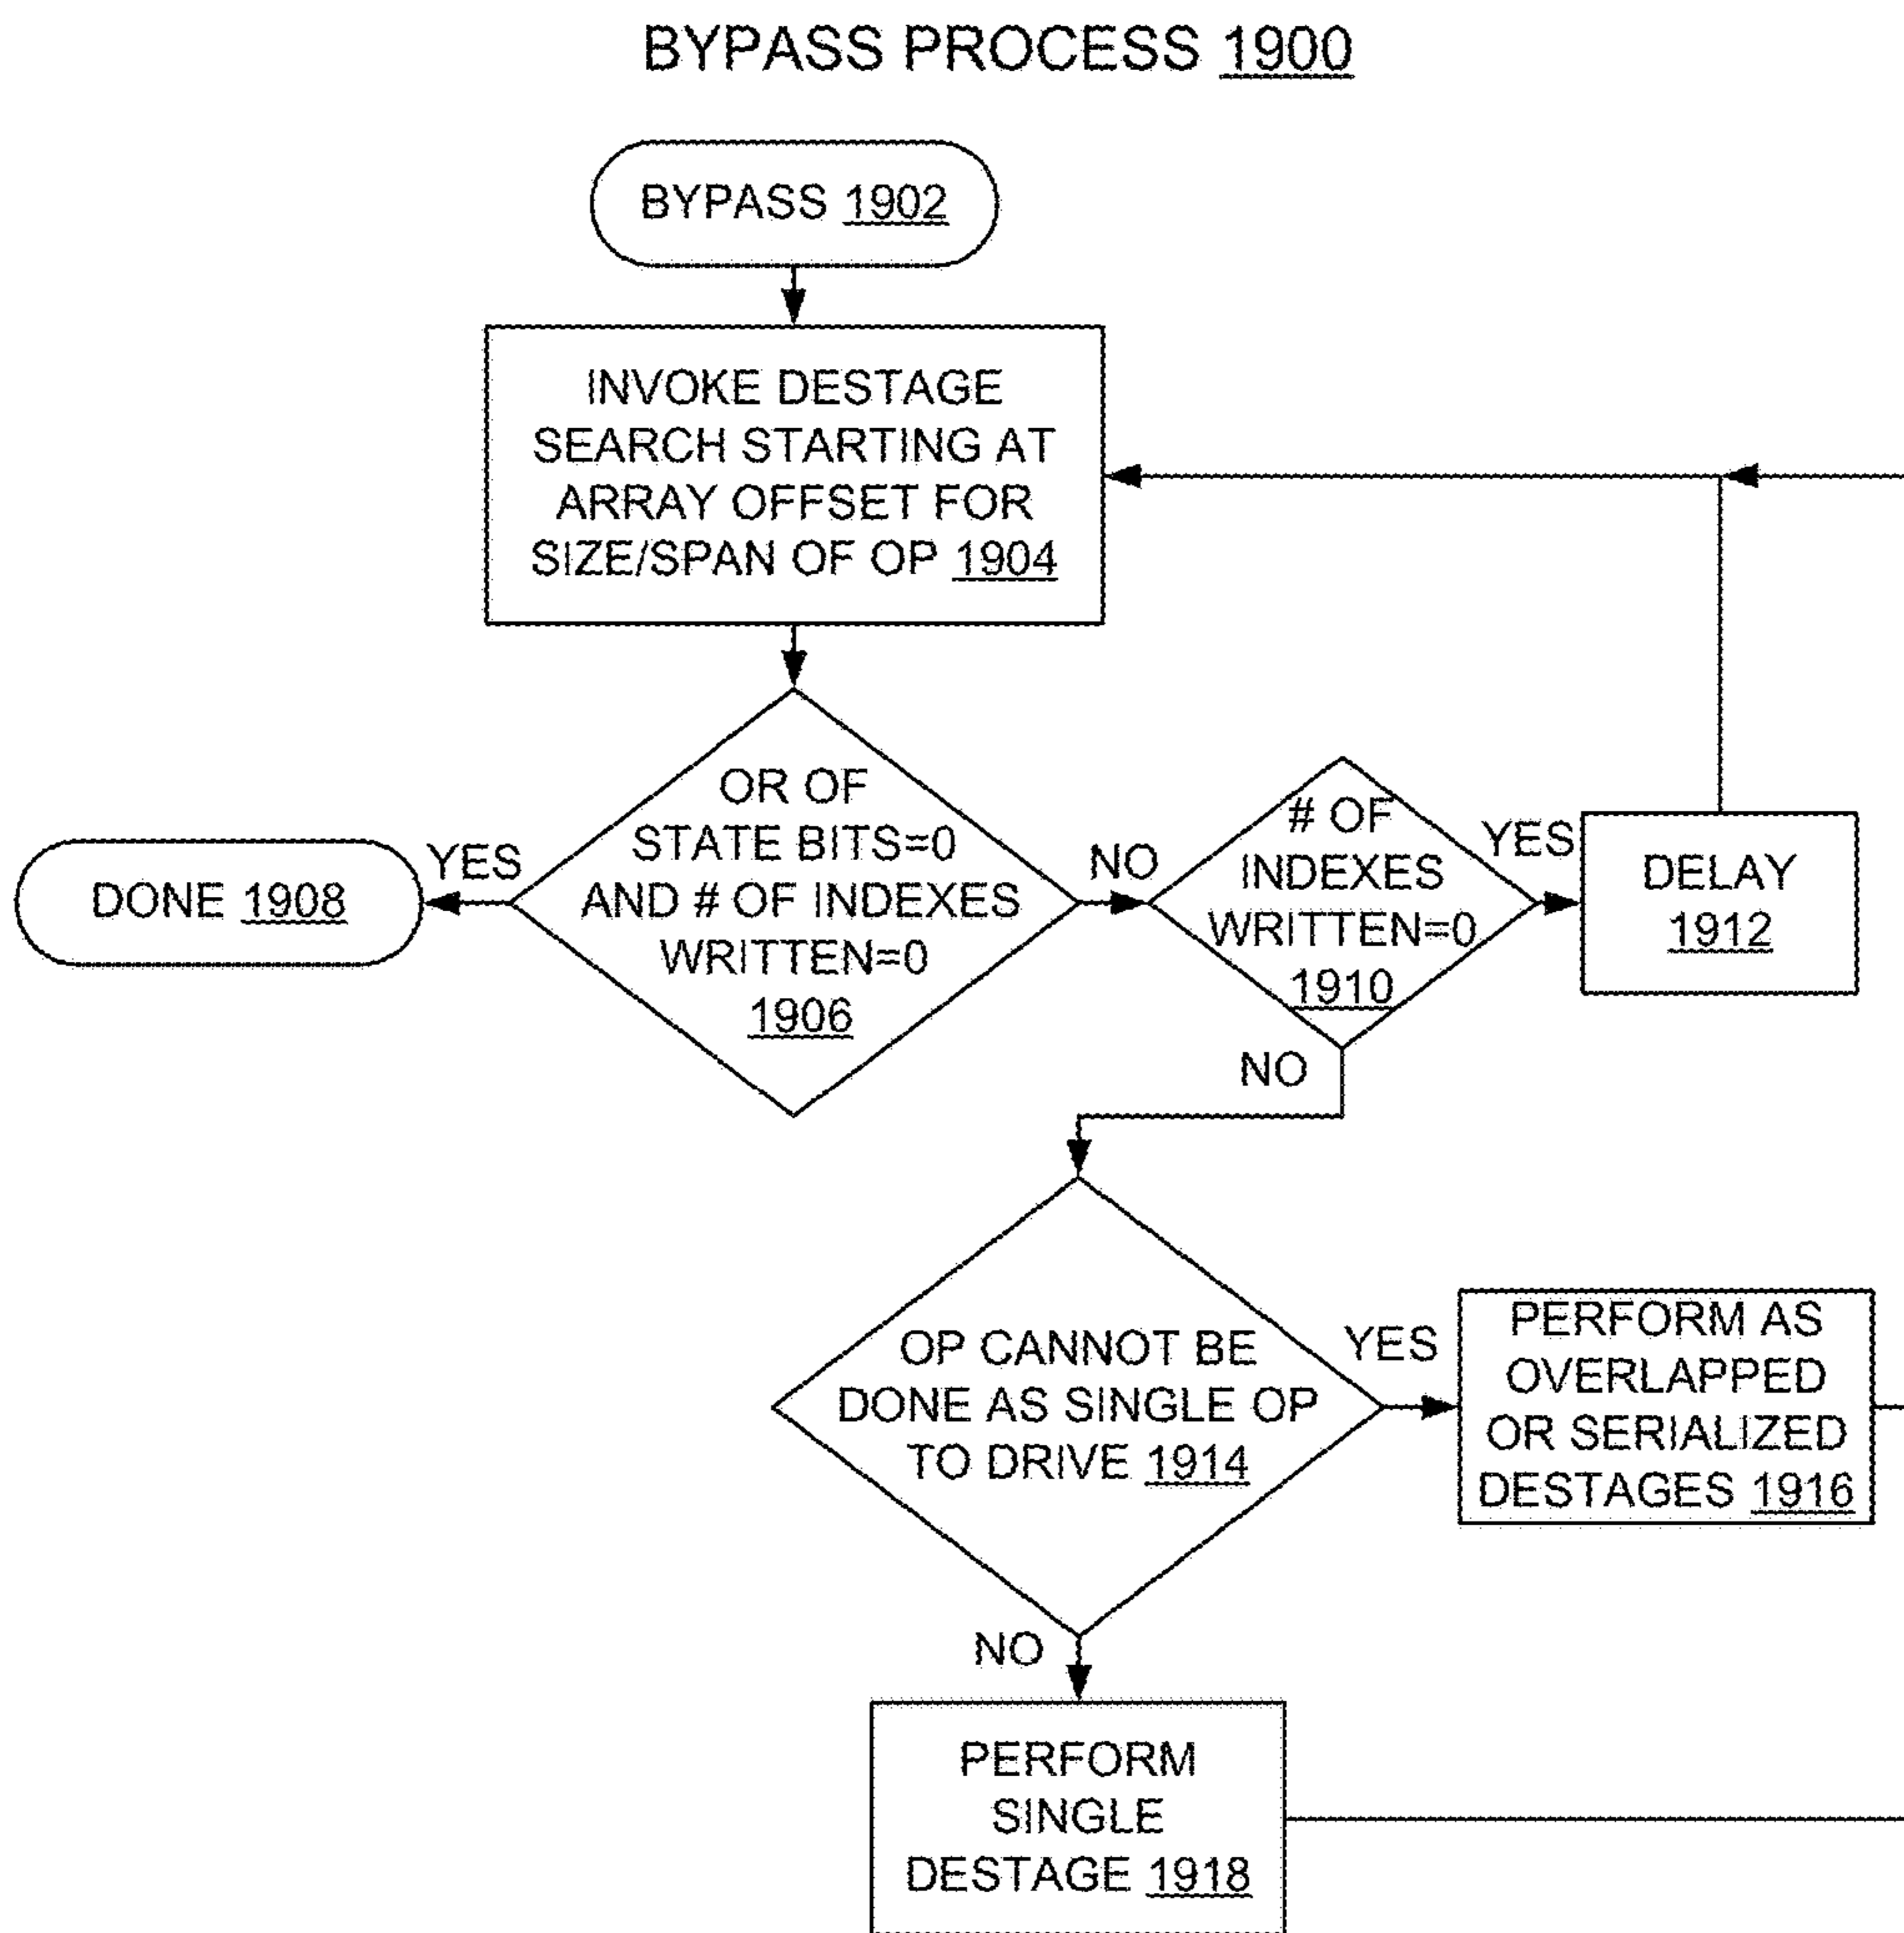 BYPASS PROCESS 1900
BYPASS 1902
INVOKE DESTAGE
SEARCH STARTING AT
ARRAY OFFSET FOR
SIZE/SPAN OF OP 1904
OR OF
STATE BITS=0
AND # OF INDEXES
WRITTEN=0
1906
YES
DONE 1908
NO
# OF
INDEXES
WRITTEN=0
1910
YES
DELAY
1912
NO
OP CANNOT BE
DONE AS SINGLE OP
TO DRIVE 1914
YES
PERFORM AS
OVERLAPPED
OR SERIALIZED
DESTAGES 1916
NO
PERFORM
SINGLE
DESTAGE 1918